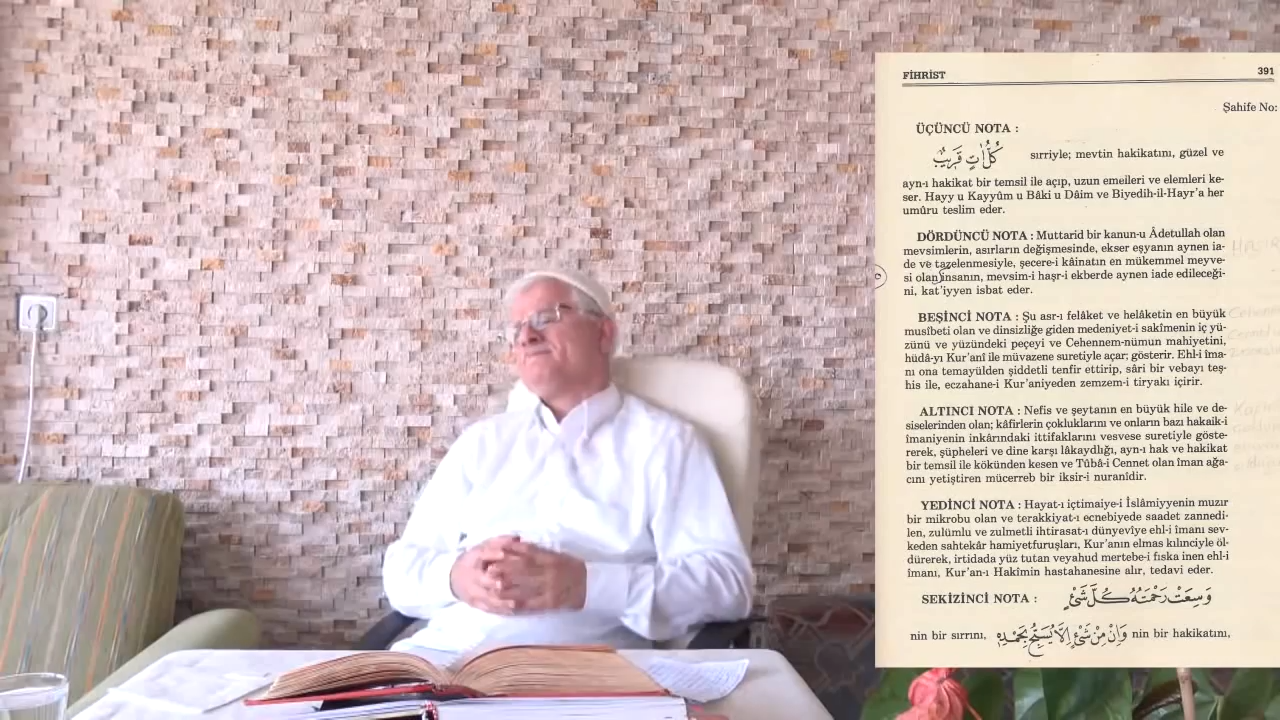 FİHRİST 391
Şahife No:
ÜÇÜNCÜ NOTA :
كُلُّ اٰتٍ قَرِيبٌ sırriyle; mevtin hakikatını, güzel ve
ayn-ı hakikat bir temsil ile açıp, uzun emelleri ve elemleri ke-
ser. Hayy u Kayyûm u Bâki u Dâim ve Biyedih-il-Hayr'a her
umûru teslim eder.
DÖRDÜNCÜ NOTA : Muttarid bir kanun-u Âdetullah olan
mevsimlerin, asırların değişmesinde, ekser eşyanın aynen ia-
de ve tazelenmesiyle, şecere-i kâinatın en mükemmel meyve-
si olan insanın, mevsim-i haşr-i ekberde aynen iade edileceği-
ni, kat'iyyen isbat eder.
BEŞİNCİ NOTA : Şu asr-ı felâket ve helâketin en büyük
musîbeti olan ve dinsizliğe giden medeniyet-i sakîmenin iç yü-
zünü ve yüzündeki peçeyi ve Cehennem-nümun mahiyetini,
hüdâ-yı Kur'anî ile müvazene suretiyle açar; gösterir. Ehl-i îma-
nı ona temayülden şiddetli tenfir ettirip, sâri bir vebayı teş-
his ile, eczahane-i Kur'aniyeden zemzem-i tiryakı içirir.
ALTINCI NOTA : Nefis ve şeytanın en büyük hile ve de-
siselerinden olan; kâfirlerin çokluklarını ve onların bazı hakaik-i
îmaniyenin inkârındaki ittifaklarını vesvese suretiyle göste-
rerek, şüpheleri ve dine karşı lâkaydlığı, ayn-ı hak ve hakikat
bir temsil ile kökünden kesen ve Tûbâ-i Cennet olan îman ağa-
cını yetiştiren mücerreb bir iksir-i nuranîdir.
YEDİNCİ NOTA : Hayat-ı içtimaiye-i İslâmiyyenin muzır
bir mikrobu olan ve terakkiyat-ı ecnebiyede saadet zannedi-
len, zulümlu ve zulmetli ihtirasat-ı dünyevîye ehl-i îmanı sev-
keden sahtekâr hamiyetfuruşları, Kur'anın elmas kılınciyle öl-
dürerek, irtidada yüz tutan veyahud mertebe-i fıska inen ehl-i
îmanı, Kur'an-ı Hakîmin hastahanesine alır, tedavi eder.
SEKİZİNCİ NOTA : وَسِعَتْ رَحْمَتُهُ كُلَّ شَىْءٍ
nin bir sırrını, وَاِنْ مِنْ شَىْءٍ اِلَّا يُسَبِّحُ بِحَمْدِهِ nin bir hakikatını,